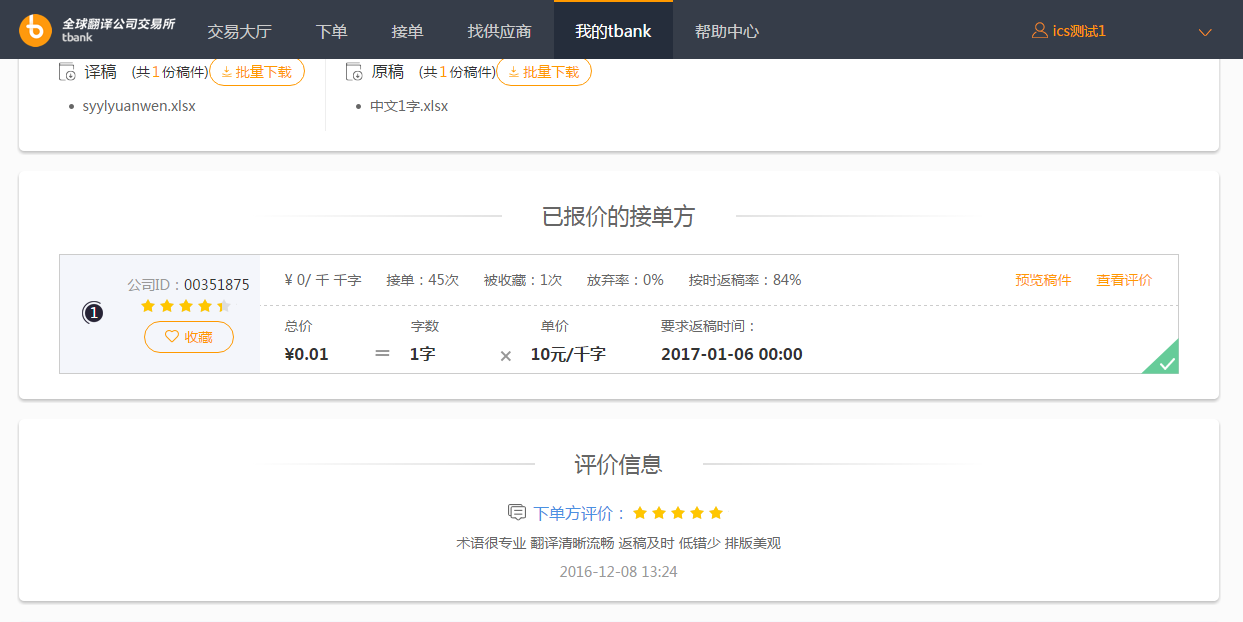 全球翻译公司交易所
tbank
交易大厅 下单 接单 找供应商 我的tbank 帮助中心 ics测试1
译稿 (共1份稿件) 批量下载 原稿 (共1份稿件) 批量下载
syylyuanwen.xlsx 中文1字.xlsx
已报价的接单方
1
公司ID：00351875
收藏
¥ 0/ 千 千字 接单：45次 被收藏：1次 放弃率：0% 按时返稿率：84% 预览稿件 查看评价
总价 字数 单价 要求返稿时间：
¥0.01 = 1字 × 10元/千字 2017-01-06 00:00
评价信息
下单方评价：
术语很专业 翻译清晰流畅 返稿及时 低错少 排版美观
2016-12-08 13:24